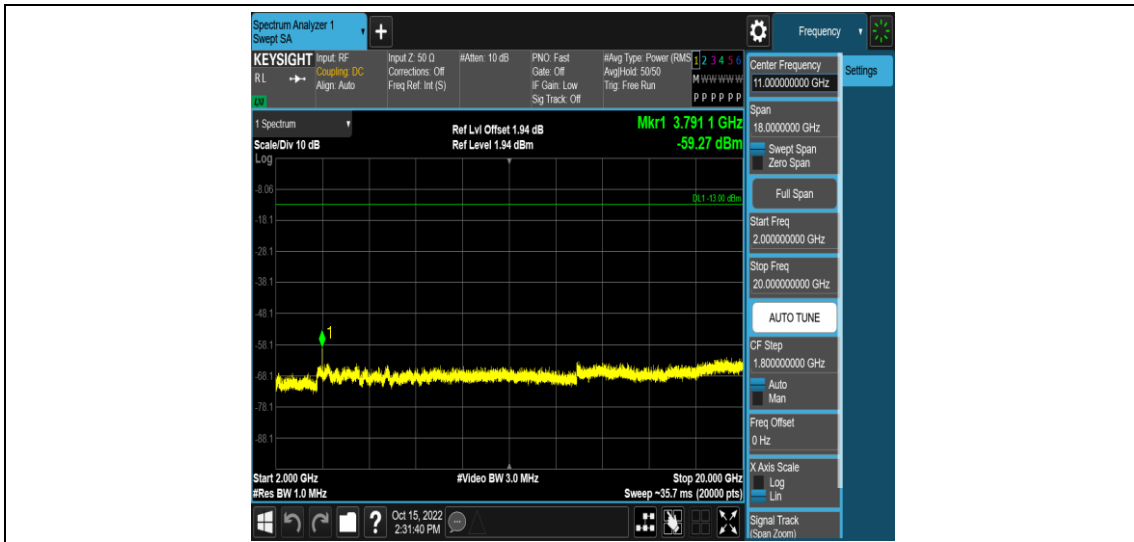 Spectrum Analyzer 1
Swept SA
+
Frequency
KEYSIGHT
RL
Input: RF
Coupling: DC
Align: Auto
Input Z: 50 Ω
Corrections: Off
Freq Ref: Int (S)
#Atten: 10 dB
PNO: Fast
Gate: Off
IF Gain: Low
Sig Track: Off
#Avg Type: Power (RMS
Avg|Hold: 50/50
Trig: Free Run
1 2 3 4 5 6
M W W W W W
P P P P P P
1 Spectrum
Scale/Div 10 dB
Log
Ref Lvl Offset 1.94 dB
Ref Level 1.94 dBm
Mkr1 3.791 1 GHz
-59.27 dBm
-8.06
DL1 -13.00 dBm
-18.1
-28.1
-38.1
-48.1
1
-58.1
-68.1
-78.1
-88.1
Start 2.000 GHz
#Res BW 1.0 MHz
#Video BW 3.0 MHz
Stop 20.000 GHz
Sweep ~35.7 ms (20000 pts)
?
Oct 15, 2022
2:31:40 PM
Center Frequency
11.000000000 GHz
Settings
Span
18.0000000 GHz
Swept Span
Zero Span
Full Span
Start Freq
2.000000000 GHz
Stop Freq
20.000000000 GHz
AUTO TUNE
CF Step
1.800000000 GHz
Auto
Man
Freq Offset
0 Hz
X Axis Scale
Log
Lin
Signal Track
(Span Zoom)